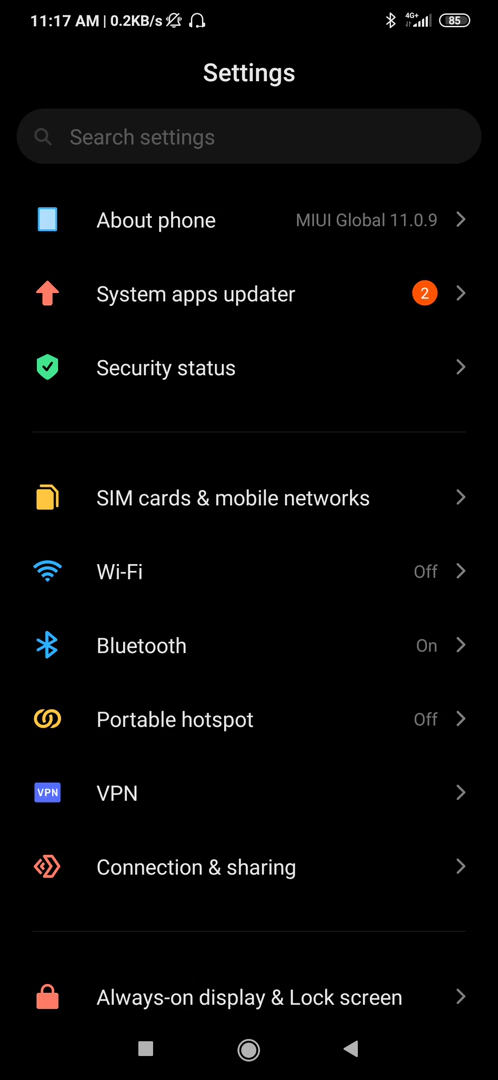 11:17 AM | 0.2KB/s 4G+ 85
Settings
Search settings
About phone MIUI Global 11.0.9
System apps updater 2
Security status
SIM cards & mobile networks
Wi-Fi Off
Bluetooth On
Portable hotspot Off
VPN VPN
Connection & sharing
Always-on display & Lock screen